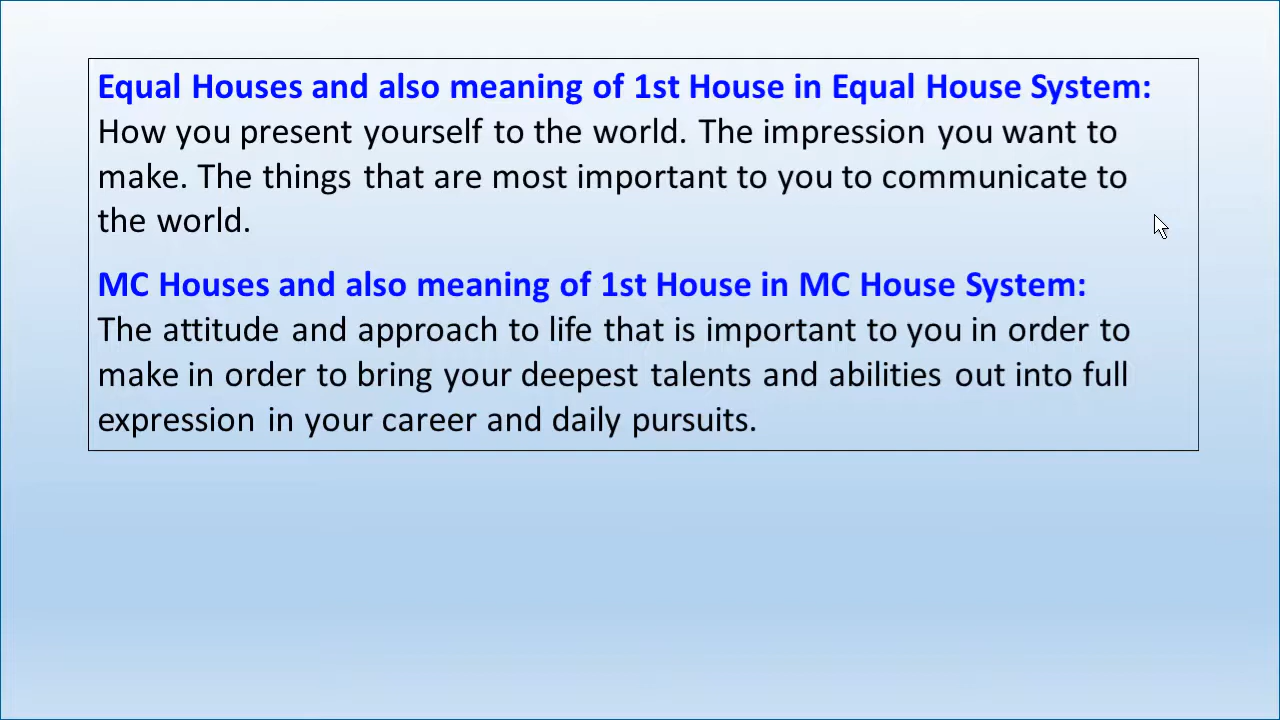 Equal Houses and also meaning of 1st House in Equal House System:
How you present yourself to the world. The impression you want to
make. The things that are most important to you to communicate to
the world.
MC Houses and also meaning of 1st House in MC House System:
The attitude and approach to life that is important to you in order to
make in order to bring your deepest talents and abilities out into full
expression in your career and daily pursuits.